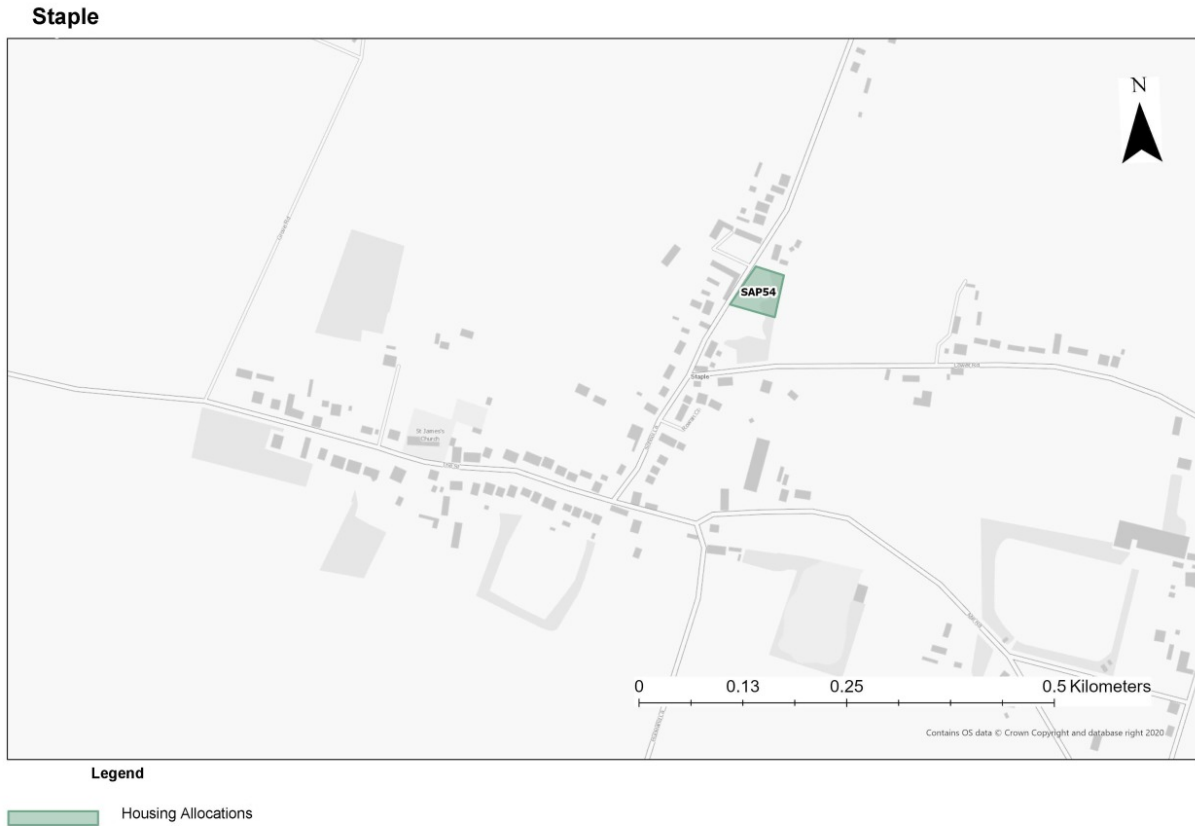 Staple
N
SAP54
Staple
St James's
Church
0 0.13 0.25 0.5 Kilometers
Contains OS data © Crown Copyright and database right 2020
Legend
Housing Allocations